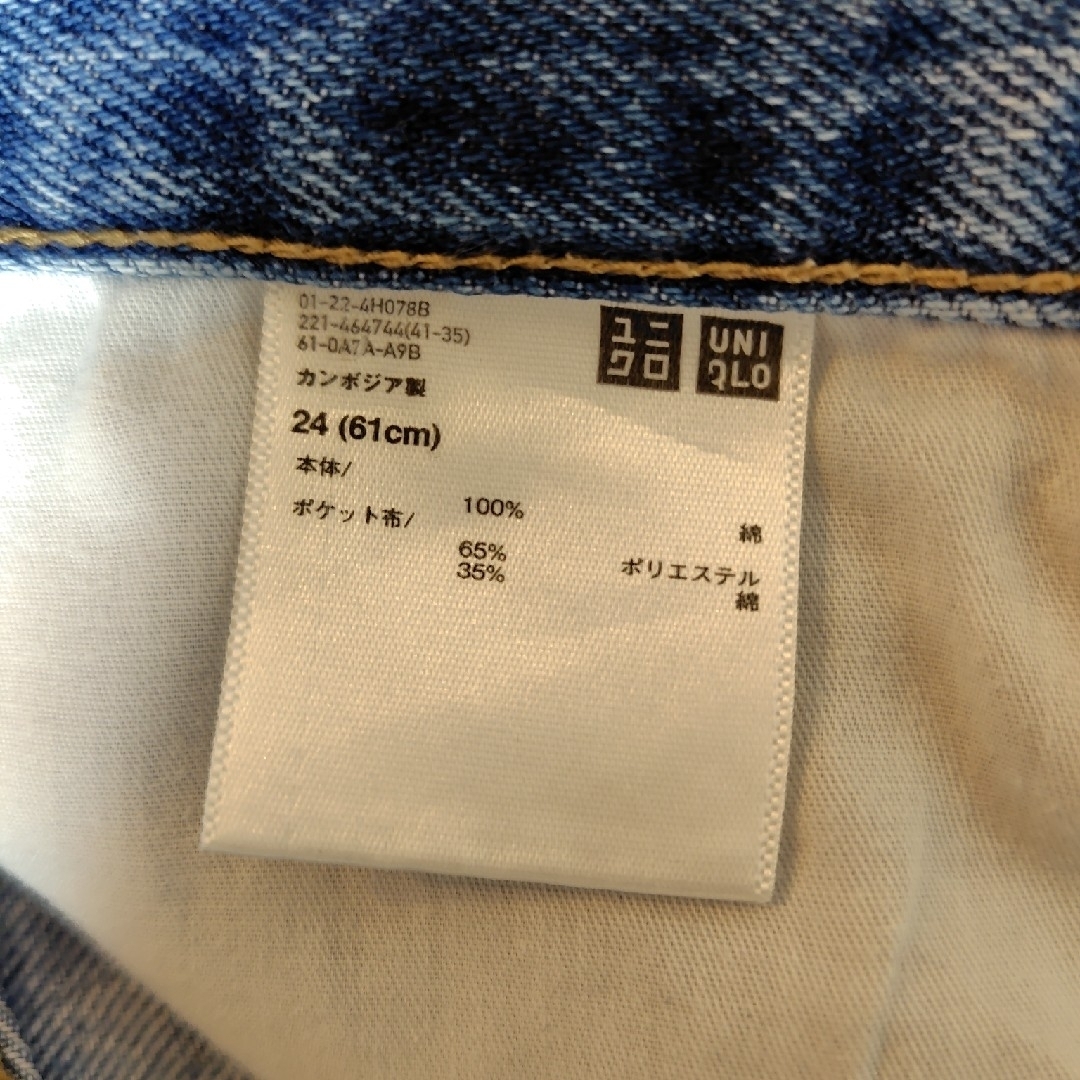 01-22-4H078B
221-464744(41-35)
61-0A7A-A9B
ユニ
クロ
UNI
QLO
カンボジア製
24 (61cm)
本体/
100% 綿
ポケット布/
65% ポリエステル
35% 綿